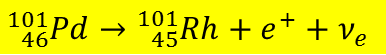 ¹⁰¹₄₆Pd → ¹⁰¹₄₅Rh + e⁺ + νₑ